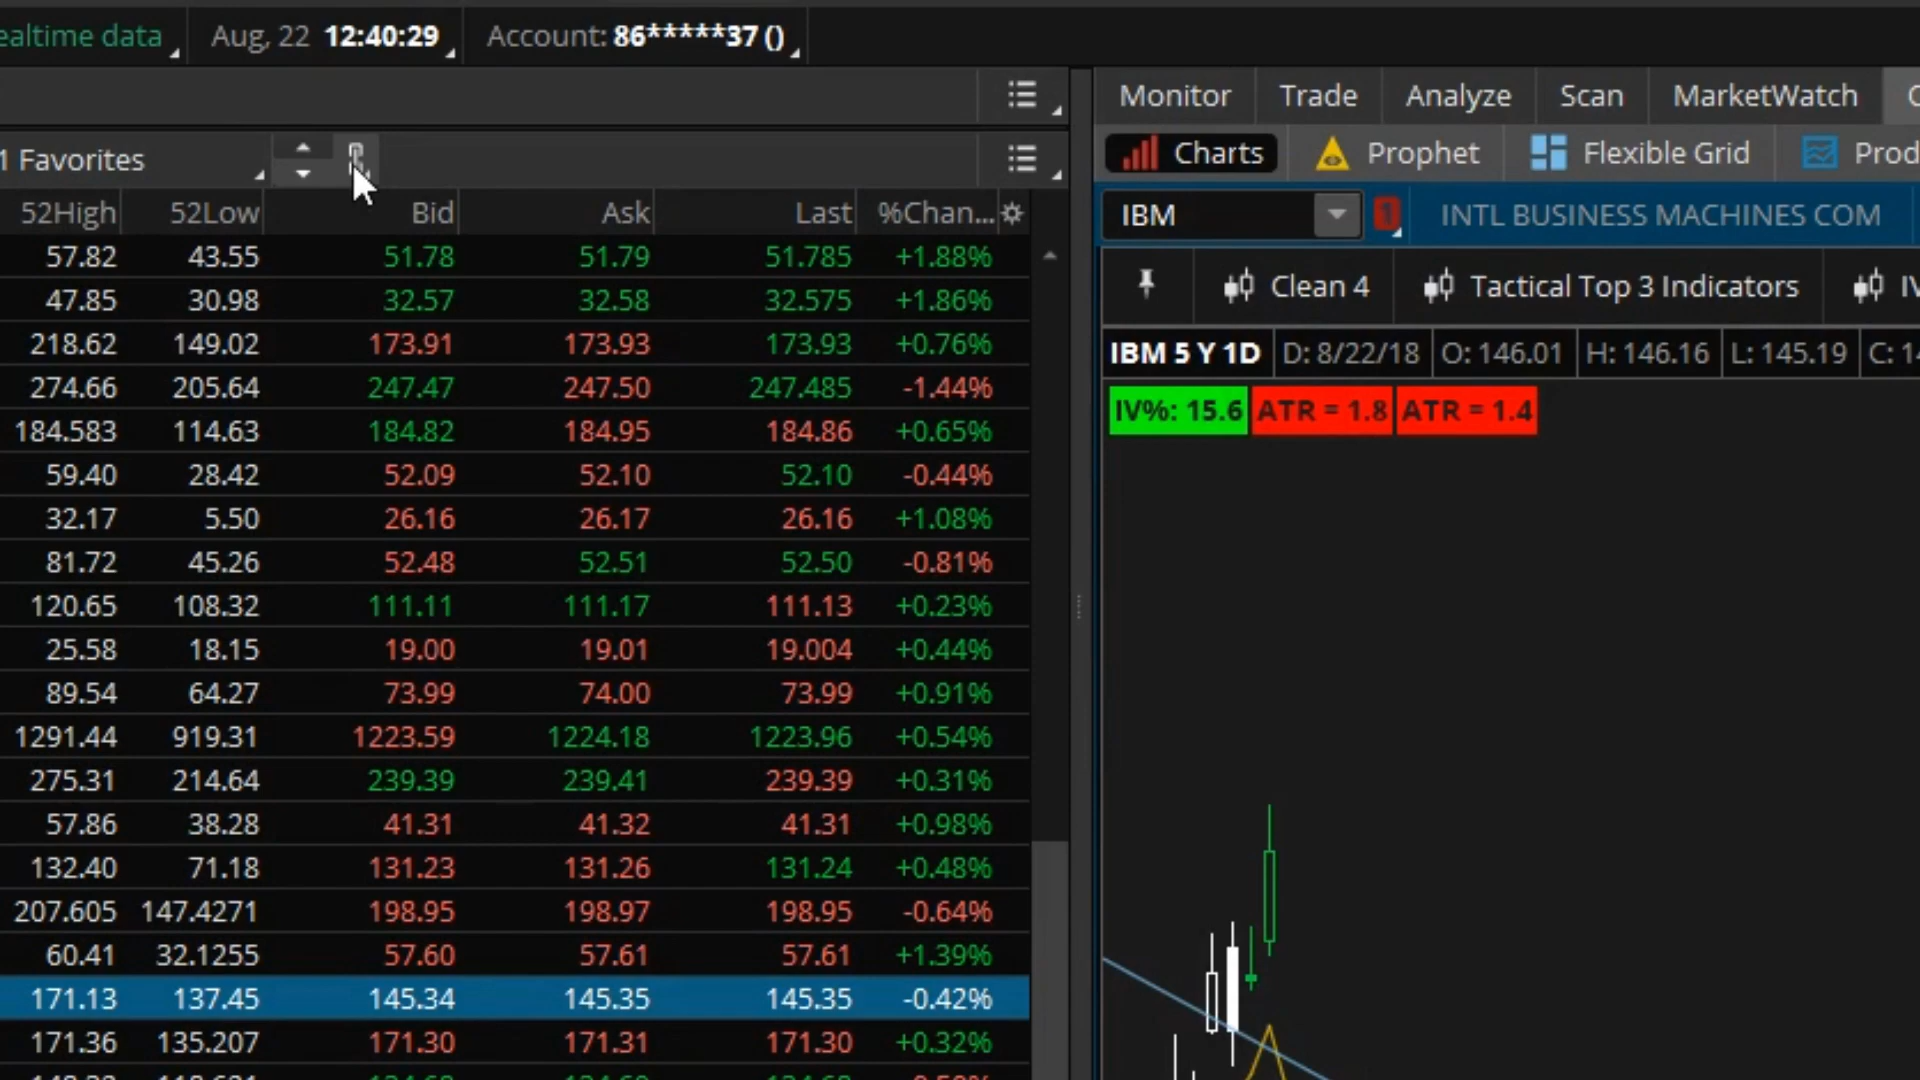 ealtime data Aug, 22 12:40:29 Account: 86*****37 ()
Monitor Trade Analyze Scan MarketWatch
1 Favorites
Charts Prophet Flexible Grid Prod
52High 52Low Bid Ask Last %Chan...
IBM 1 INTL BUSINESS MACHINES COM
57.82 43.55 51.78 51.79 51.785 +1.88%
Clean 4 Tactical Top 3 Indicators IV
47.85 30.98 32.57 32.58 32.575 +1.86%
218.62 149.02 173.91 173.93 173.93 +0.76%
IBM 5 Y 1D D: 8/22/18 O: 146.01 H: 146.16 L: 145.19 C: 14
274.66 205.64 247.47 247.50 247.485 -1.44%
IV%: 15.6 ATR = 1.8 ATR = 1.4
184.583 114.63 184.82 184.95 184.86 +0.65%
59.40 28.42 52.09 52.10 52.10 -0.44%
32.17 5.50 26.16 26.17 26.16 +1.08%
81.72 45.26 52.48 52.51 52.50 -0.81%
120.65 108.32 111.11 111.17 111.13 +0.23%
25.58 18.15 19.00 19.01 19.004 +0.44%
89.54 64.27 73.99 74.00 73.99 +0.91%
1291.44 919.31 1223.59 1224.18 1223.96 +0.54%
275.31 214.64 239.39 239.41 239.39 +0.31%
57.86 38.28 41.31 41.32 41.31 +0.98%
132.40 71.18 131.23 131.26 131.24 +0.48%
207.605 147.4271 198.95 198.97 198.95 -0.64%
60.41 32.1255 57.60 57.61 57.61 +1.39%
171.13 137.45 145.34 145.35 145.35 -0.42%
171.36 135.207 171.30 171.31 171.30 +0.32%